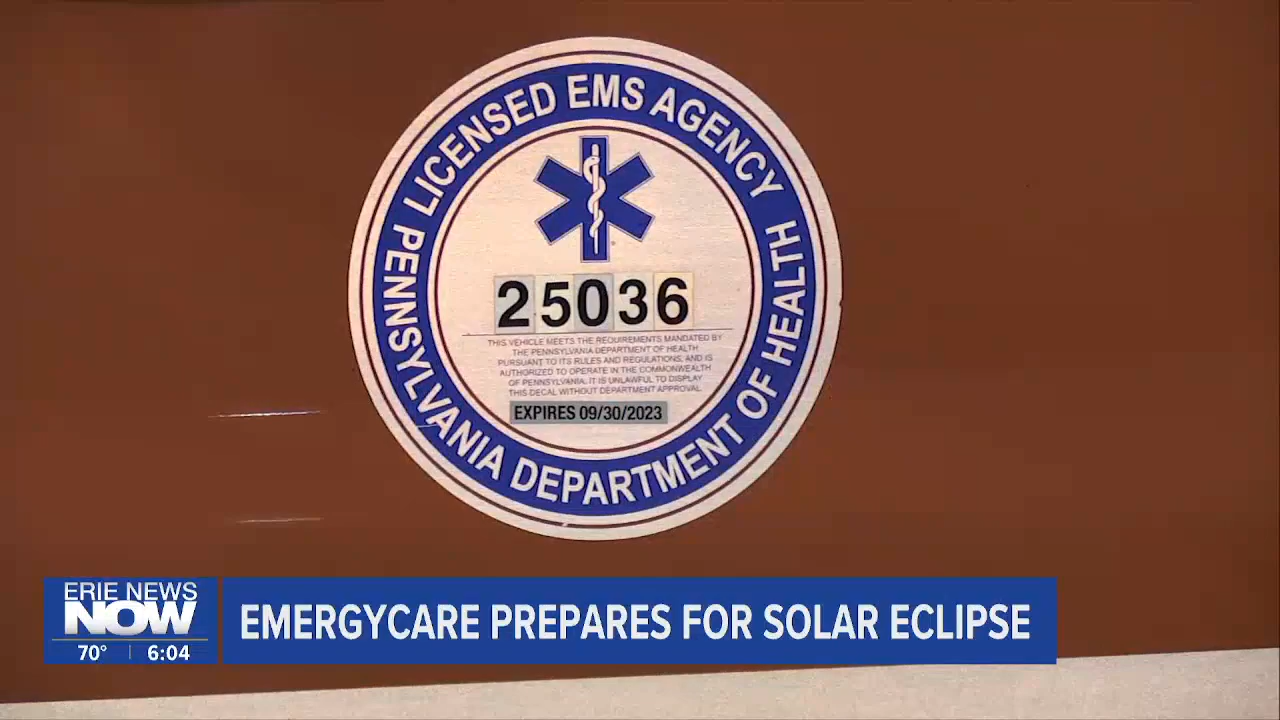 LICENSED EMS AGENCY
PENNSYLVANIA DEPARTMENT OF HEALTH
25036
THIS VEHICLE MEETS THE REQUIREMENTS MANDATED BY
THE PENNSYLVANIA DEPARTMENT OF HEALTH
PURSUANT TO ITS RULES AND REGULATIONS, AND IS
AUTHORIZED TO OPERATE IN THE COMMONWEALTH
OF PENNSYLVANIA. IT IS UNLAWFUL TO DISPLAY
THIS DECAL WITHOUT DEPARTMENT APPROVAL.
EXPIRES 09/30/2023
ERIE NEWS
NOW
70° 6:04
EMERGYCARE PREPARES FOR SOLAR ECLIPSE